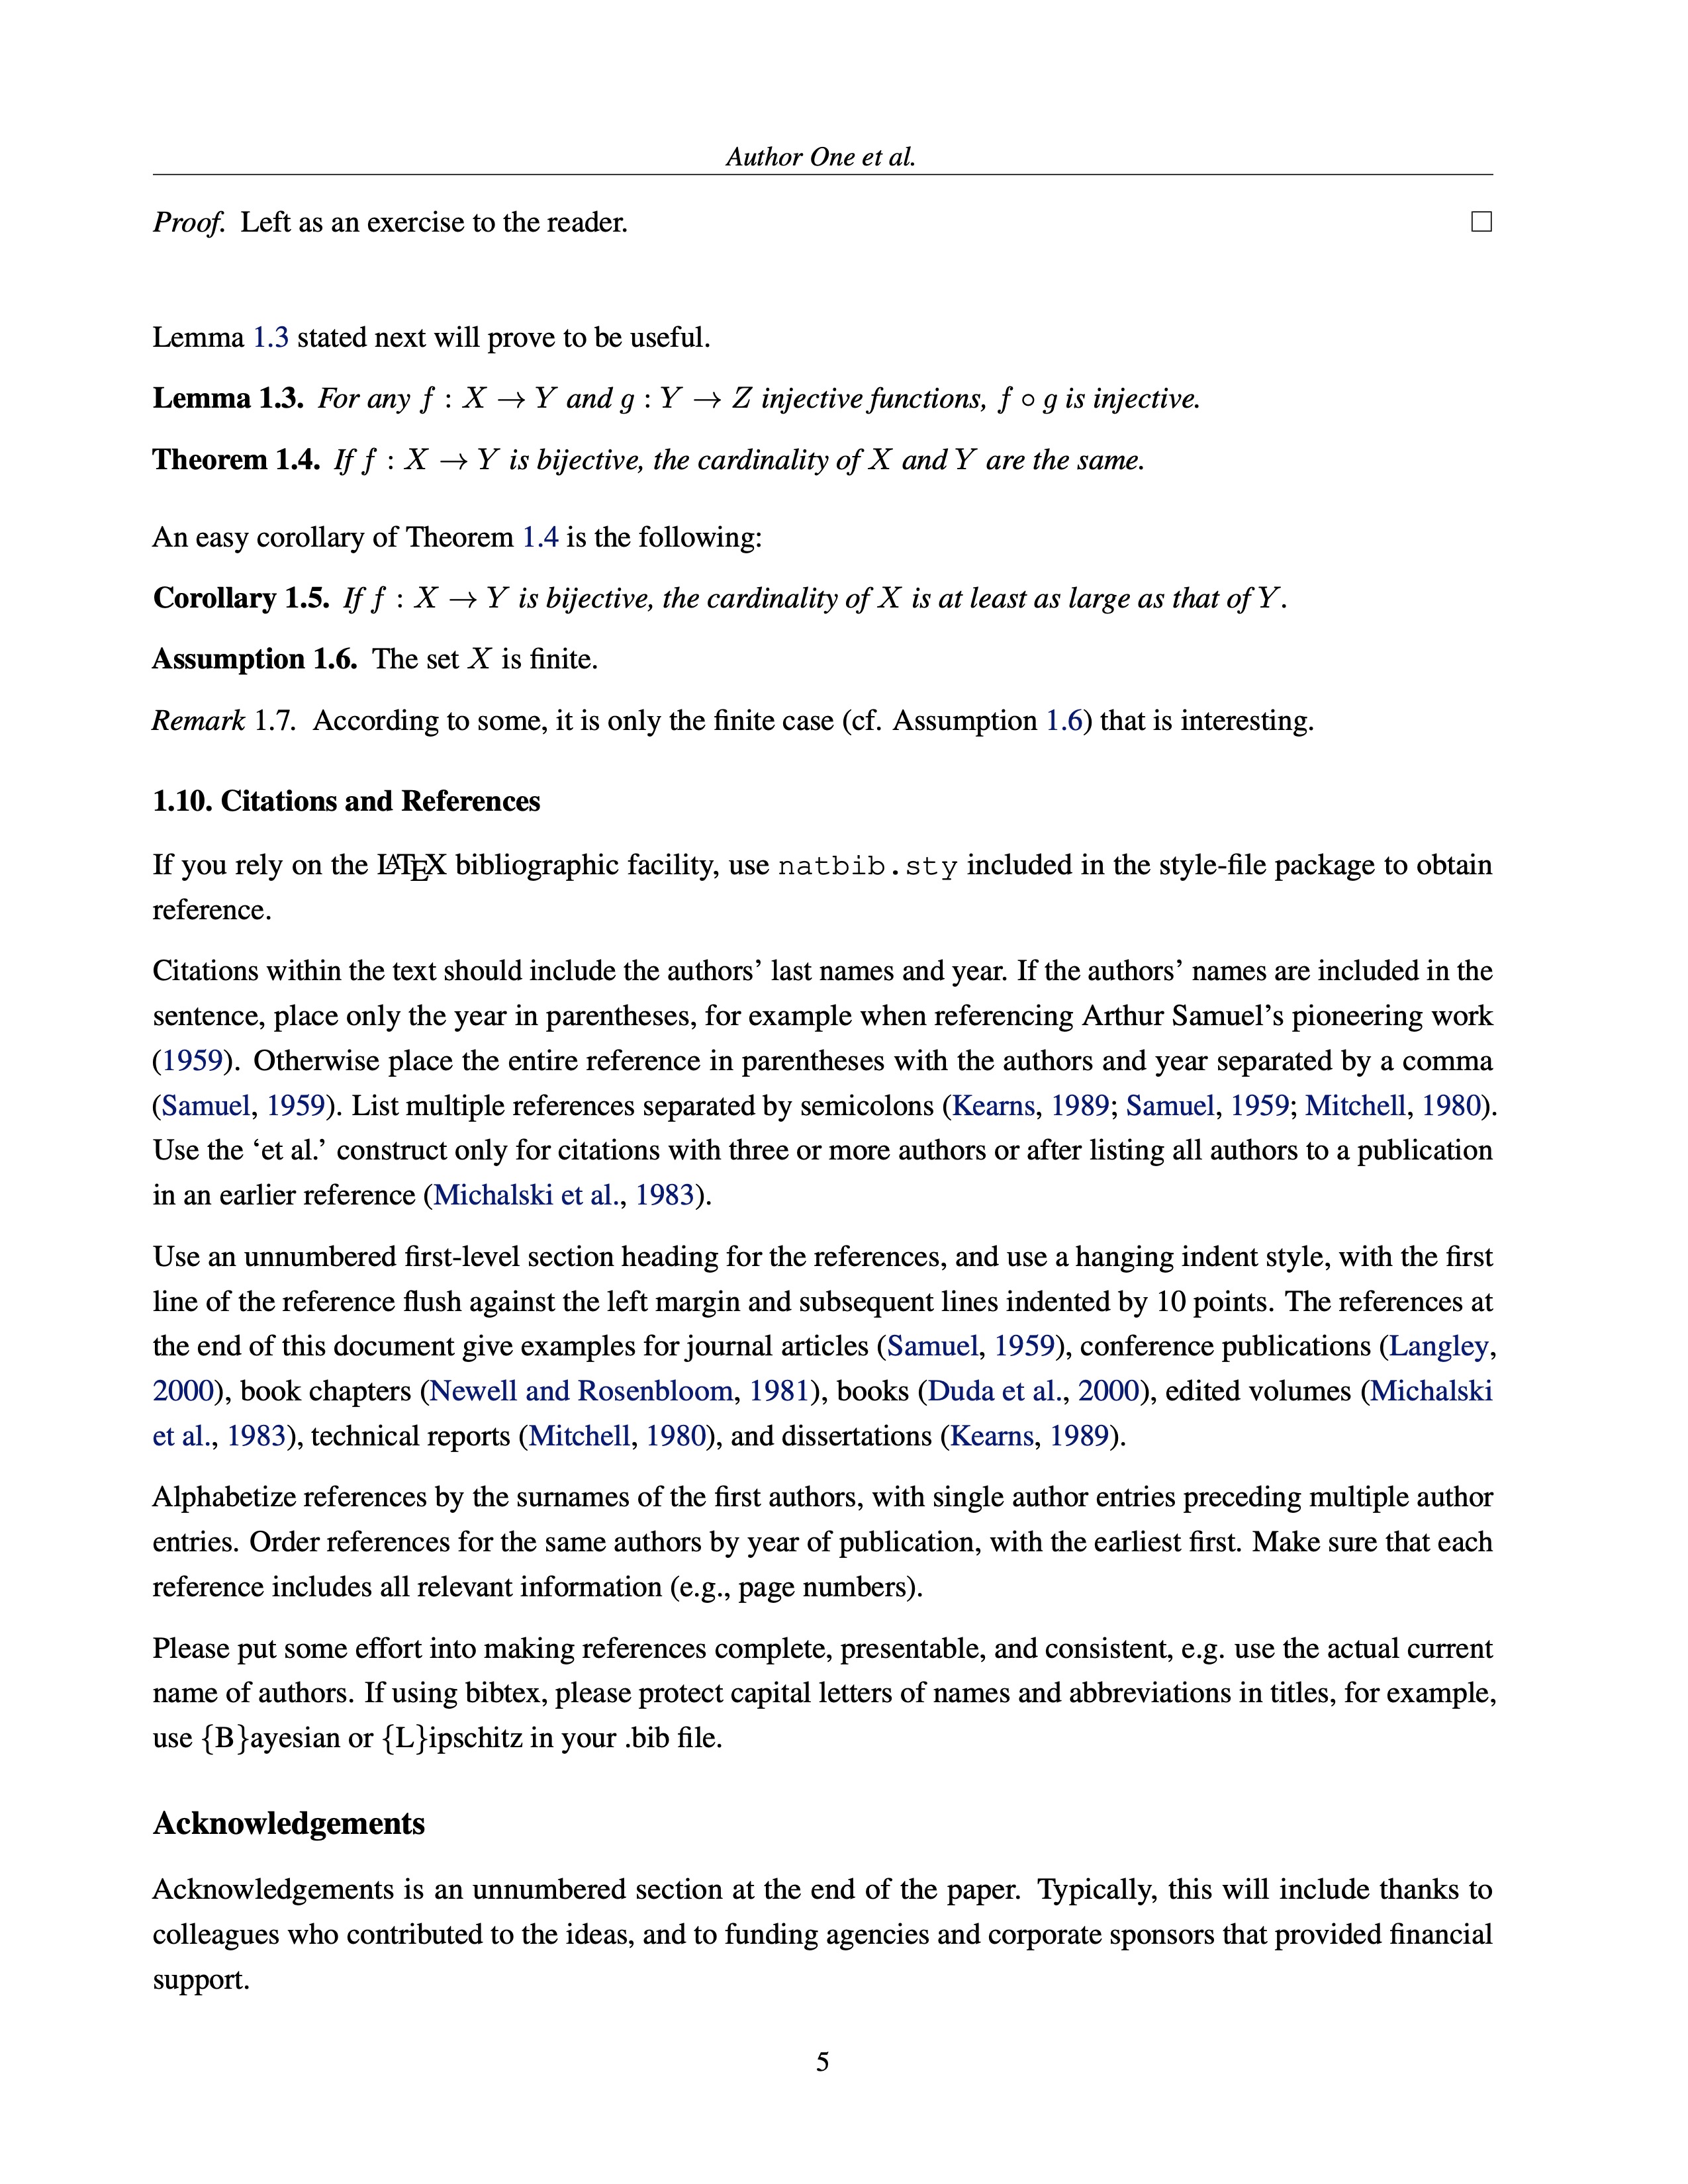 Author One et al.
Proof. Left as an exercise to the reader. □
Lemma 1.3 stated next will prove to be useful.
Lemma 1.3. For any f : X → Y and g : Y → Z injective functions, f ∘ g is injective.
Theorem 1.4. If f : X → Y is bijective, the cardinality of X and Y are the same.
An easy corollary of Theorem 1.4 is the following:
Corollary 1.5. If f : X → Y is bijective, the cardinality of X is at least as large as that of Y.
Assumption 1.6. The set X is finite.
Remark 1.7. According to some, it is only the finite case (cf. Assumption 1.6) that is interesting.
1.10. Citations and References
If you rely on the LATEX bibliographic facility, use natbib.sty included in the style-file package to obtain
reference.
Citations within the text should include the authors’ last names and year. If the authors’ names are included in the
sentence, place only the year in parentheses, for example when referencing Arthur Samuel’s pioneering work
(1959). Otherwise place the entire reference in parentheses with the authors and year separated by a comma
(Samuel, 1959). List multiple references separated by semicolons (Kearns, 1989; Samuel, 1959; Mitchell, 1980).
Use the ‘et al.’ construct only for citations with three or more authors or after listing all authors to a publication
in an earlier reference (Michalski et al., 1983).
Use an unnumbered first-level section heading for the references, and use a hanging indent style, with the first
line of the reference flush against the left margin and subsequent lines indented by 10 points. The references at
the end of this document give examples for journal articles (Samuel, 1959), conference publications (Langley,
2000), book chapters (Newell and Rosenbloom, 1981), books (Duda et al., 2000), edited volumes (Michalski
et al., 1983), technical reports (Mitchell, 1980), and dissertations (Kearns, 1989).
Alphabetize references by the surnames of the first authors, with single author entries preceding multiple author
entries. Order references for the same authors by year of publication, with the earliest first. Make sure that each
reference includes all relevant information (e.g., page numbers).
Please put some effort into making references complete, presentable, and consistent, e.g. use the actual current
name of authors. If using bibtex, please protect capital letters of names and abbreviations in titles, for example,
use {B}ayesian or {L}ipschitz in your .bib file.
Acknowledgements
Acknowledgements is an unnumbered section at the end of the paper. Typically, this will include thanks to
colleagues who contributed to the ideas, and to funding agencies and corporate sponsors that provided financial
support.
5